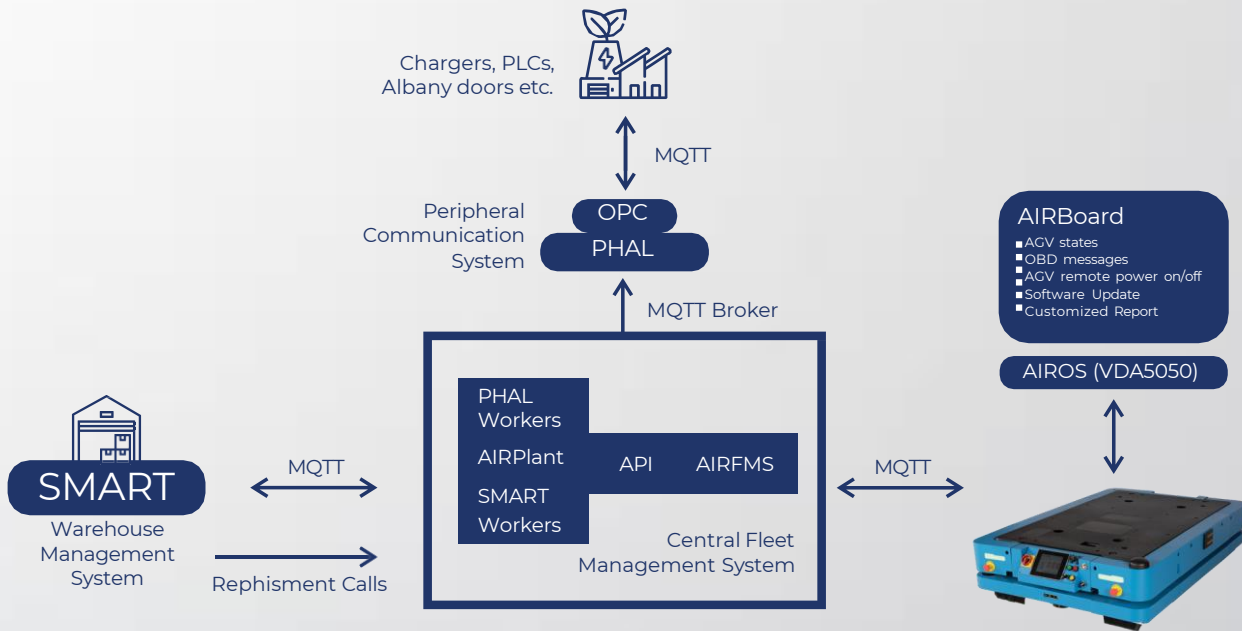 Chargers, PLCs,
Albany doors etc.
MQTT
Peripheral
Communication
System
OPC
PHAL
MQTT Broker
AIRBoard
AGV states
OBD messages
AGV remote power on/off
Software Update
Customized Report
AIROS (VDA5050)
SMART
Warehouse
Management
System
MQTT
Rephisment Calls
PHAL
Workers
AIRPlant
SMART
Workers
API
AIRFMS
Central Fleet
Management System
MQTT